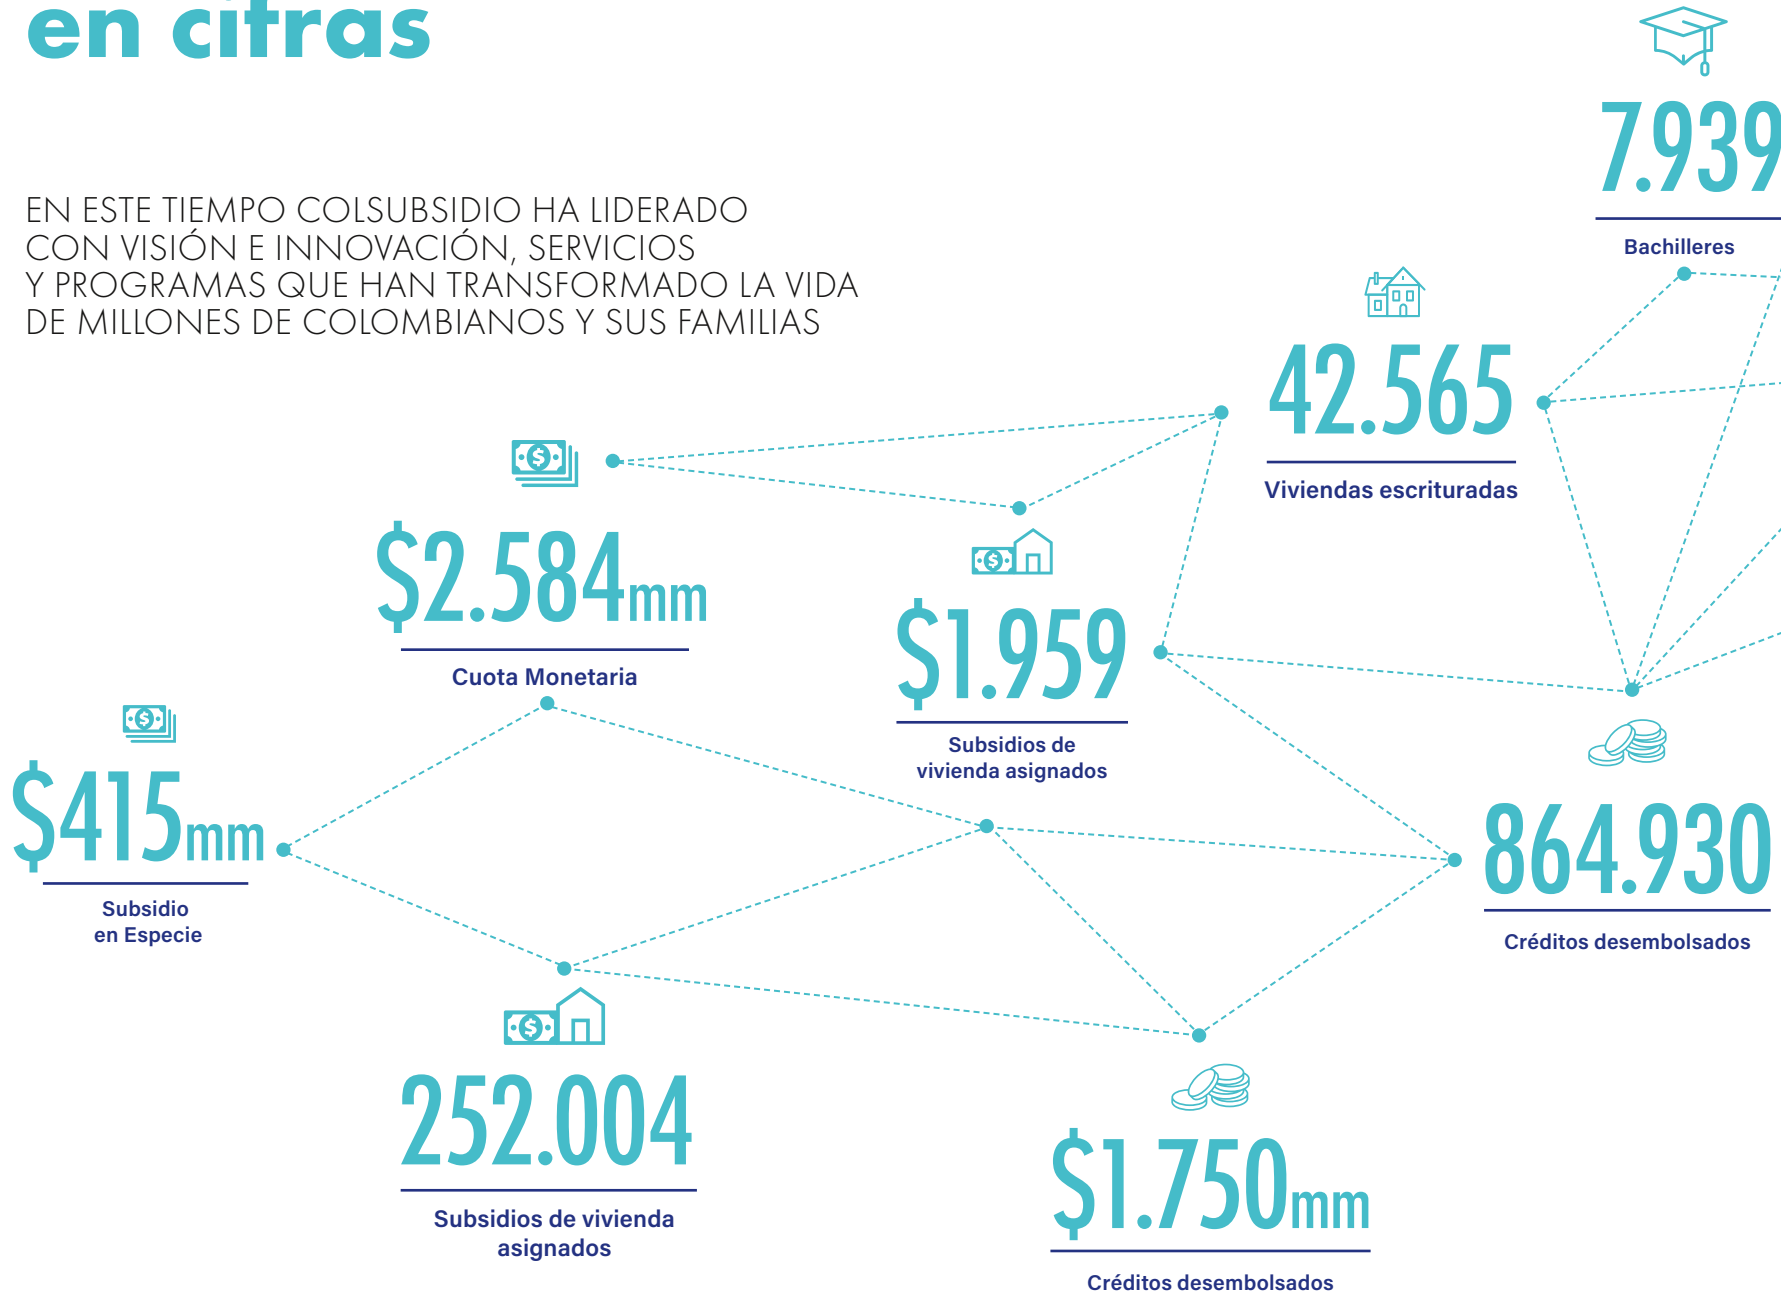 en cifras
EN ESTE TIEMPO COLSUBSIDIO HA LIDERADO
CON VISIÓN E INNOVACIÓN, SERVICIOS
Y PROGRAMAS QUE HAN TRANSFORMADO LA VIDA
DE MILLONES DE COLOMBIANOS Y SUS FAMILIAS
7.939
Bachilleres
42.565
Viviendas escrituradas
$2.584mm
Cuota Monetaria
$1.959
Subsidios de
vivienda asignados
$415mm
Subsidio
en Especie
864.930
Créditos desembolsados
252.004
Subsidios de vivienda
asignados
$1.750mm
Créditos desembolsados